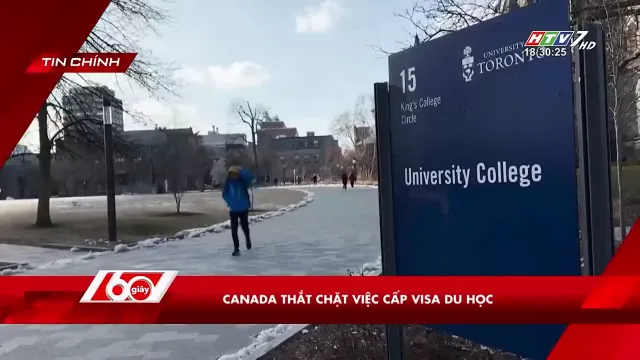 TIN CHÍNH
HTV7 HD
18:30:25
UNIVERSITY OF
TORONTO
15
King's College
Circle
University College
60 giây
CANADA THẮT CHẶT VIỆC CẤP VISA DU HỌC